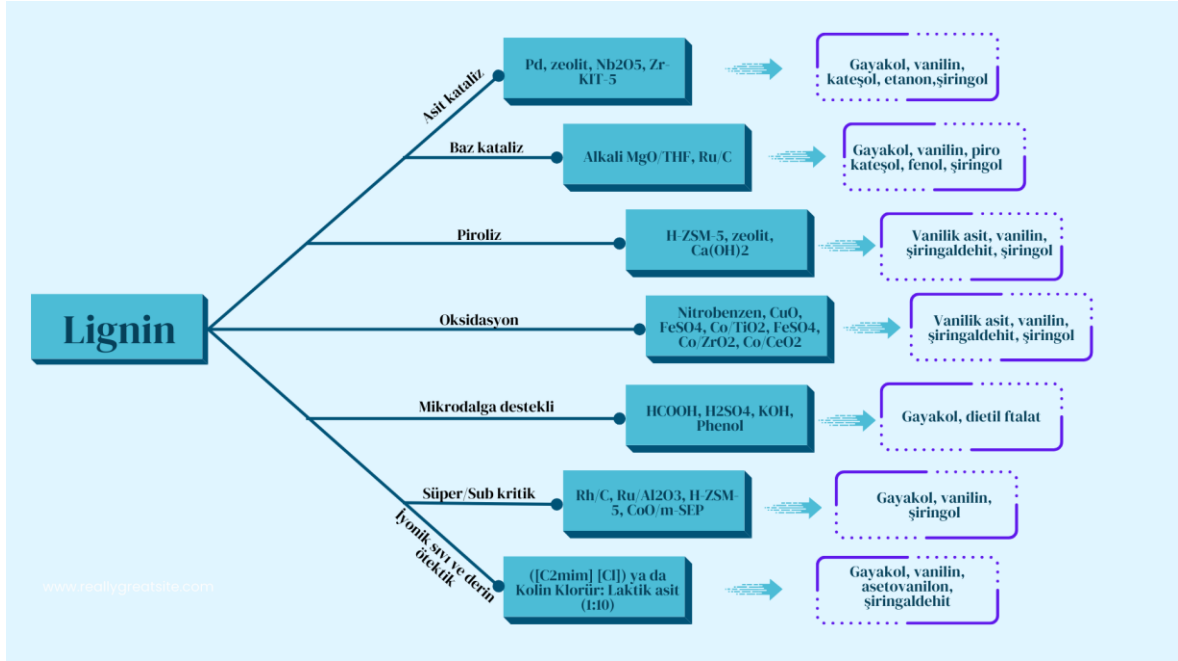 Lignin
Asit kataliz
Pd, zeolit, Nb2O5, Zr-
KIT-5
Gayakol, vanilin,
kateşol, etanon,şiringol
Baz kataliz
Alkali MgO/THF, Ru/C
Gayakol, vanilin, piro
kateşol, fenol, şiringol
Piroliz
H-ZSM-5, zeolit,
Ca(OH)2
Vanilik asit, vanilin,
şiringaldehit, şiringol
Oksidasyon
Nitrobenzen, CuO,
FeSO4, Co/TiO2, FeSO4,
Co/ZrO2, Co/CeO2
Vanilik asit, vanilin,
şiringaldehit, şiringol
Mikrodalga destekli
HCOOH, H2SO4, KOH,
Phenol
Gayakol, dietil ftalat
Süper/Sub kritik
Rh/C, Ru/Al2O3, H-ZSM-
5, CoO/m-SEP
Gayakol, vanilin,
şiringol
İyonik sıvı ve derin
ötektik
([C2mim] [Cl]) ya da
Kolin Klorür: Laktik asit
(1:10)
Gayakol, vanilin,
asetovanilon,
şiringaldehit
www.reallygreatsite.com